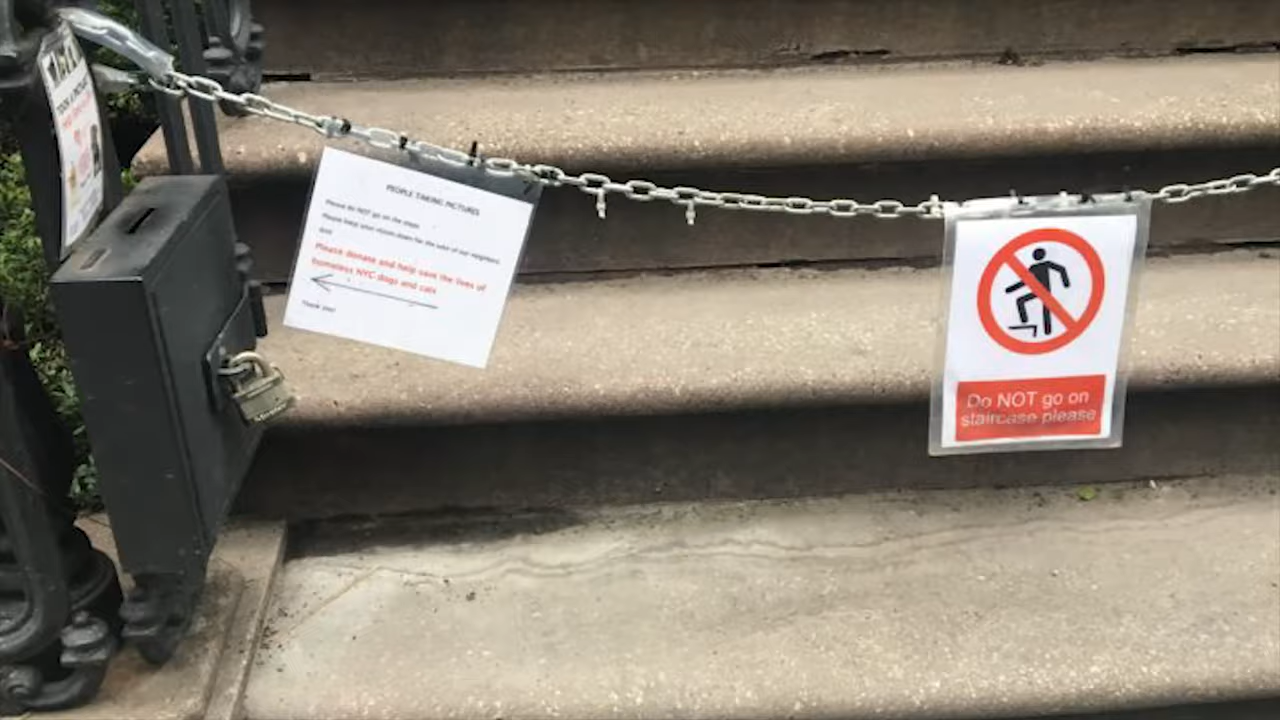 TOOK A PICTURE
PEOPLE TAKING PICTURES
Please do NOT go on the steps
Please keep your voices down for the sake of our neighbors
Please donate and help save the lives of
homeless NYC dogs and cats
Thank you!
Do NOT go on
staircase please